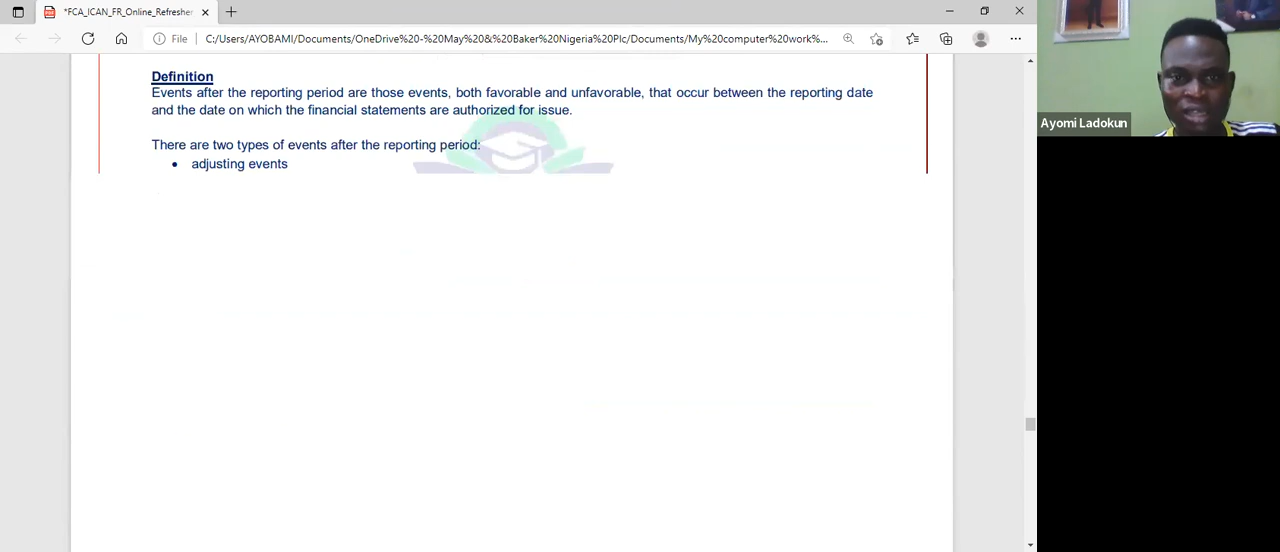 *FCA_ICAN_FR_Online_Refresher
File
C:/Users/AYOBAMI/Documents/OneDrive%20-%20May%20&%20Baker%20Nigeria%20Plc/Documents/My%20computer%20work%...
Definition
Events after the reporting period are those events, both favorable and unfavorable, that occur between the reporting date
and the date on which the financial statements are authorized for issue.
There are two types of events after the reporting period:
• adjusting events
Ayomi Ladokun